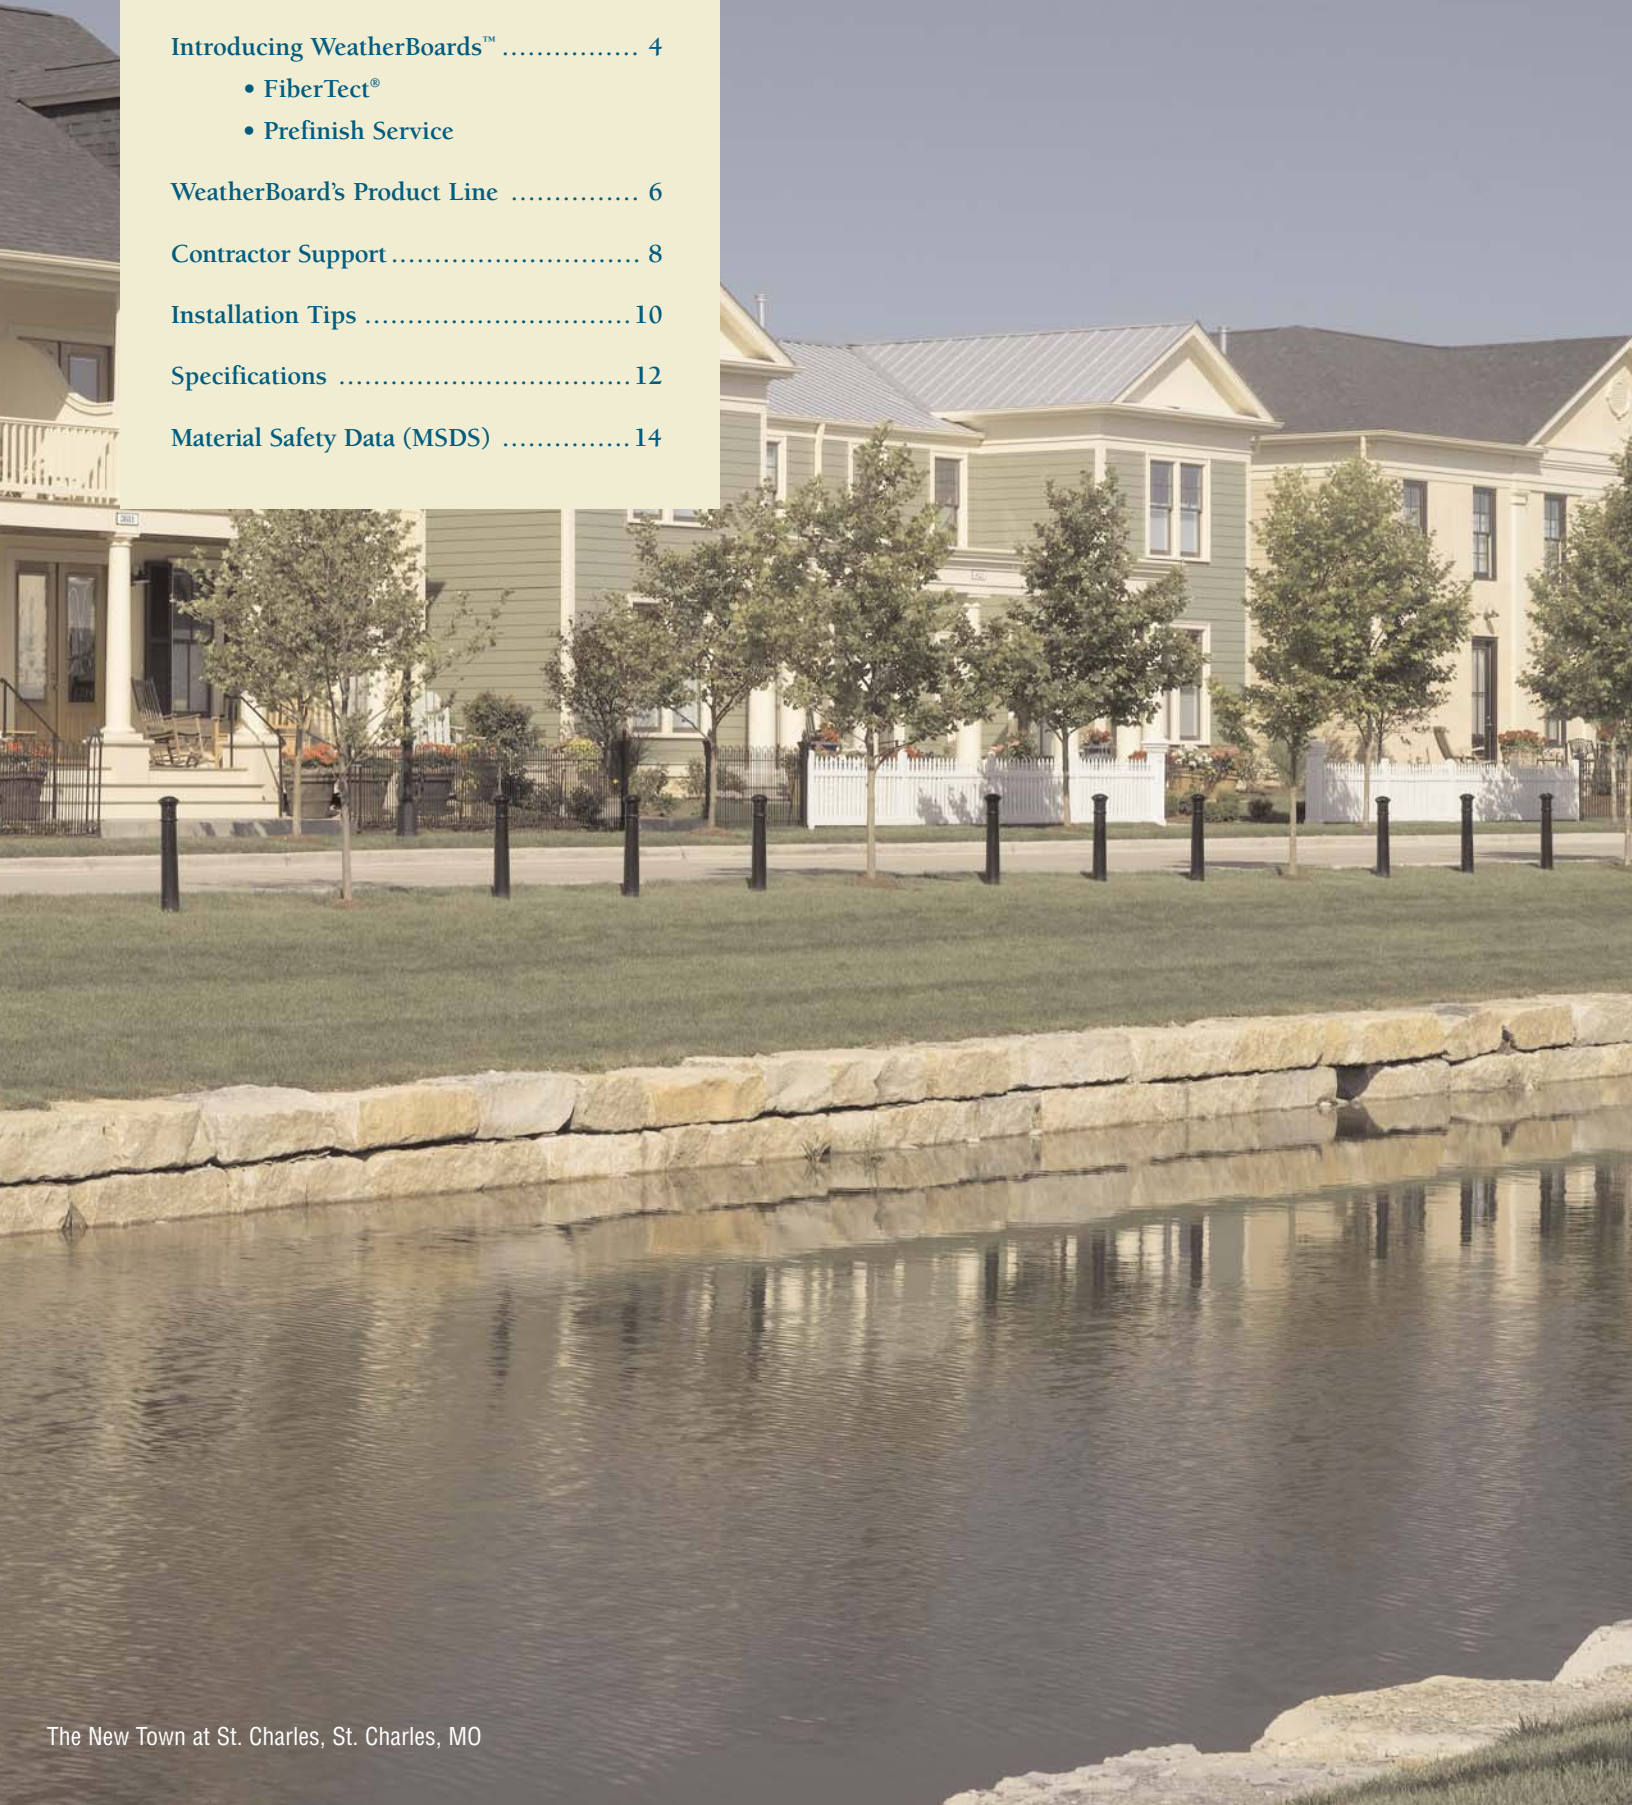 Introducing WeatherBoards™ ................ 4
• FiberTect®
• Prefinish Service
WeatherBoard’s Product Line ............... 6
Contractor Support ............................. 8
Installation Tips ............................... 10
Specifications .................................. 12
Material Safety Data (MSDS) ............... 14
The New Town at St. Charles, St. Charles, MO